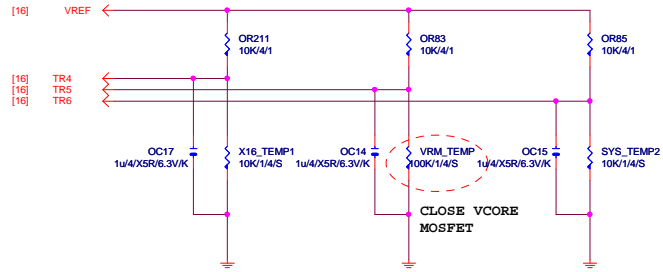 [16] VREF
OR211
10K/4/1
OR83
10K/4/1
OR85
10K/4/1
[16] TR4
[16] TR5
[16] TR6
OC17
1u/4/X5R/6.3V/K
X16_TEMP1
10K/1/4/S
OC14
1u/4/X5R/6.3V/K
VRM_TEMP
100K/1/4/S
OC15
1u/4/X5R/6.3V/K
SYS_TEMP2
10K/1/4/S
CLOSE VCORE
MOSFET